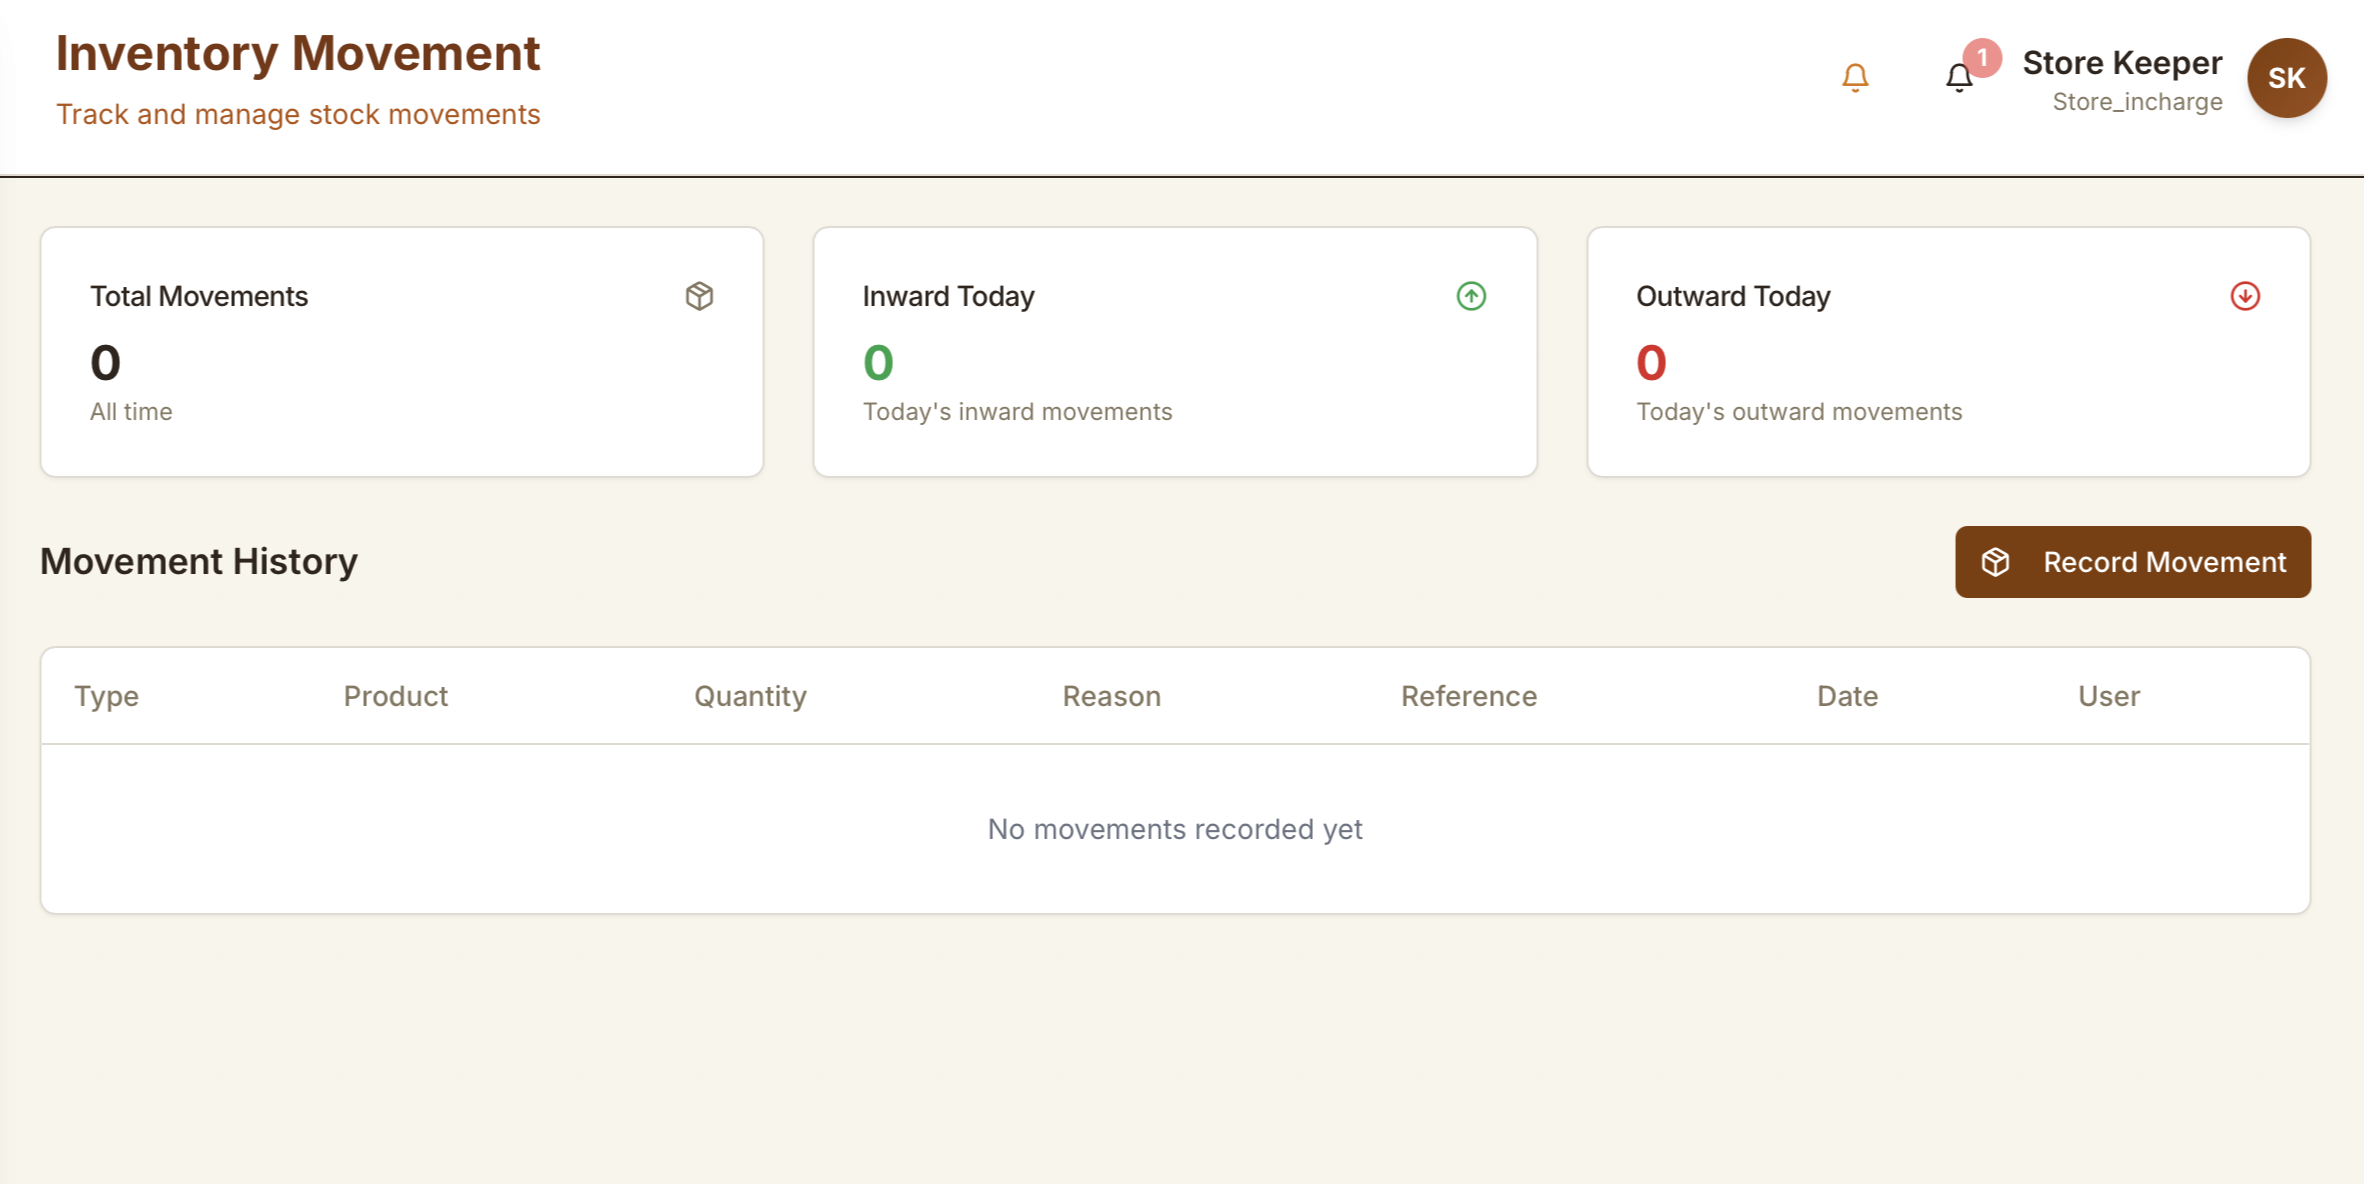 Inventory Movement
Track and manage stock movements
1
Store Keeper
Store_incharge
SK
Total Movements
0
All time
Inward Today
0
Today's inward movements
Outward Today
0
Today's outward movements
Movement History
Record Movement
Type Product Quantity Reason Reference Date User
No movements recorded yet